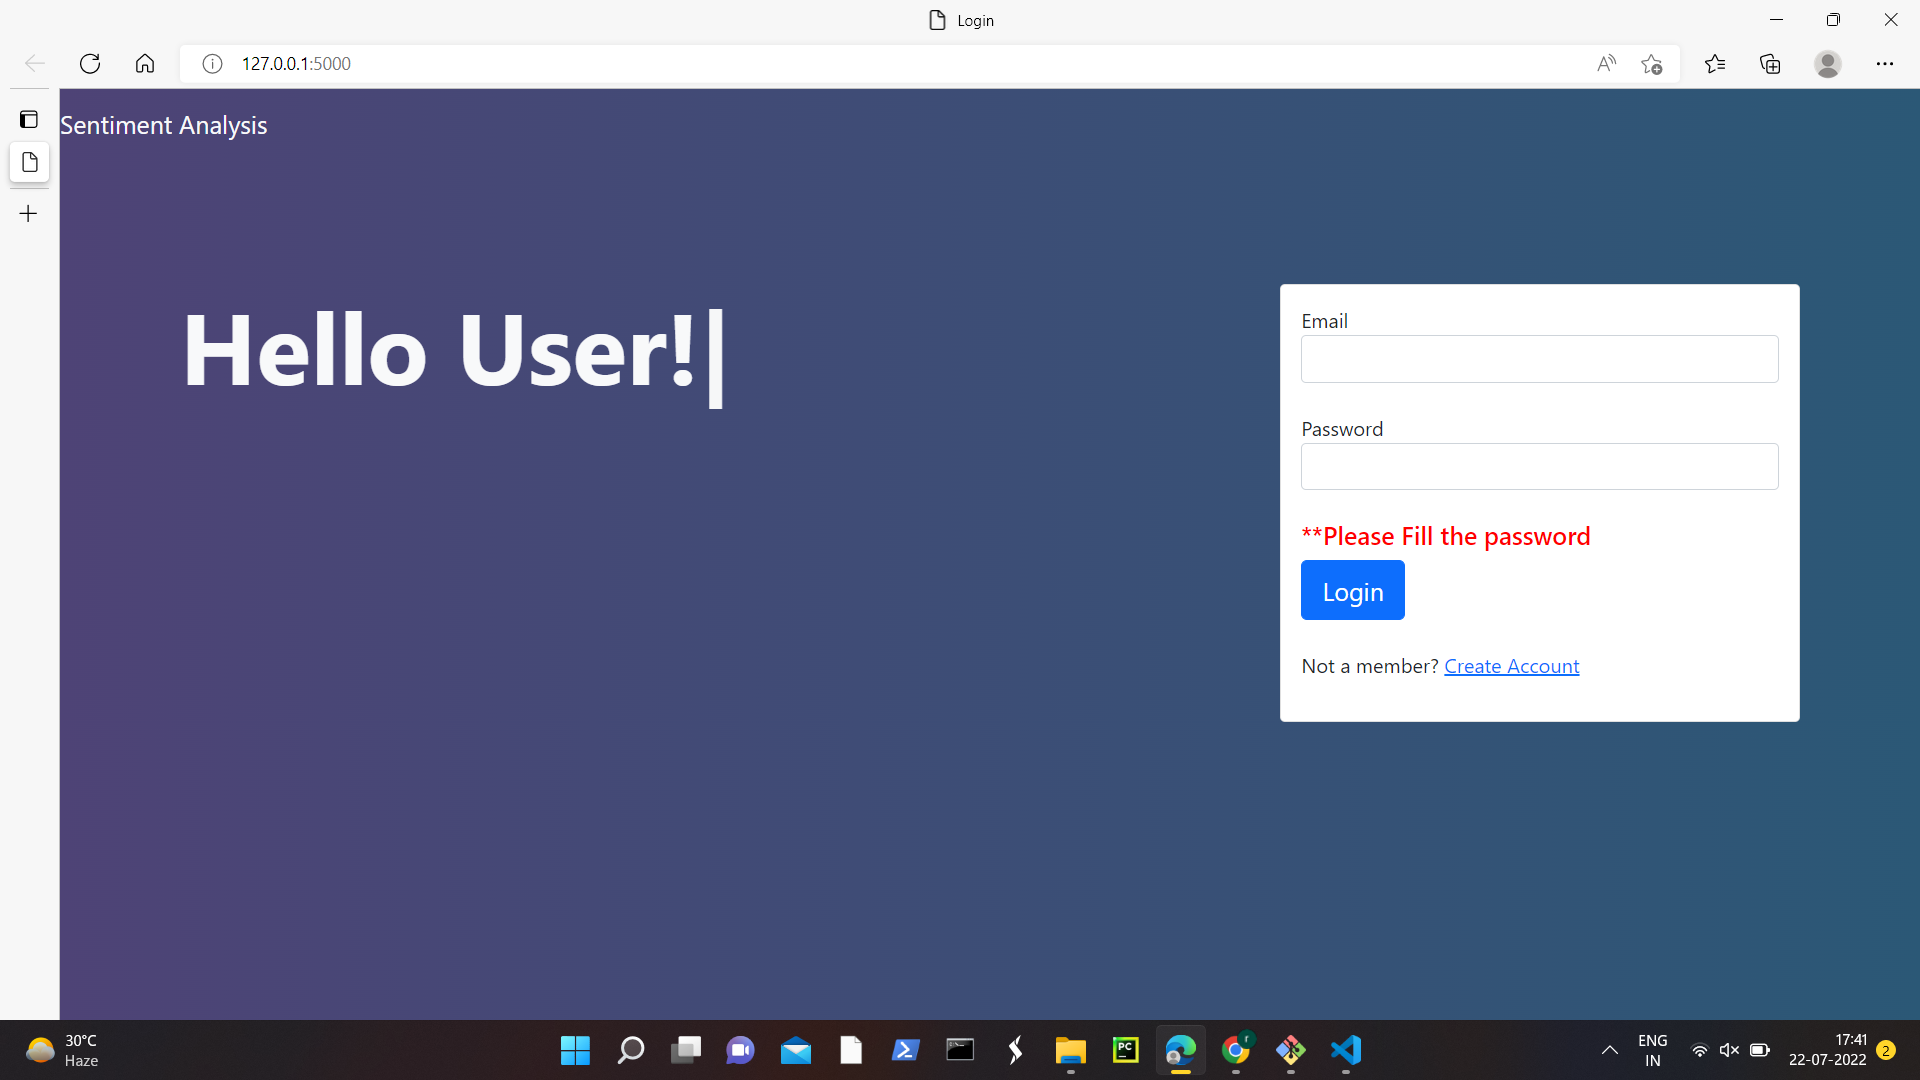 Login
127.0.0.1:5000
Sentiment Analysis
Hello User!|
Email
Password
**Please Fill the password
Login
Not a member? Create Account
30°C
Haze
PC
r
ENG
IN
17:41
22-07-2022
2